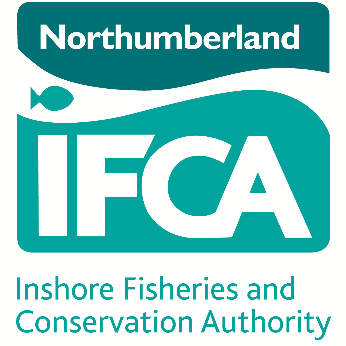 Northumberland
IFCA
Inshore Fisheries and
Conservation Authority